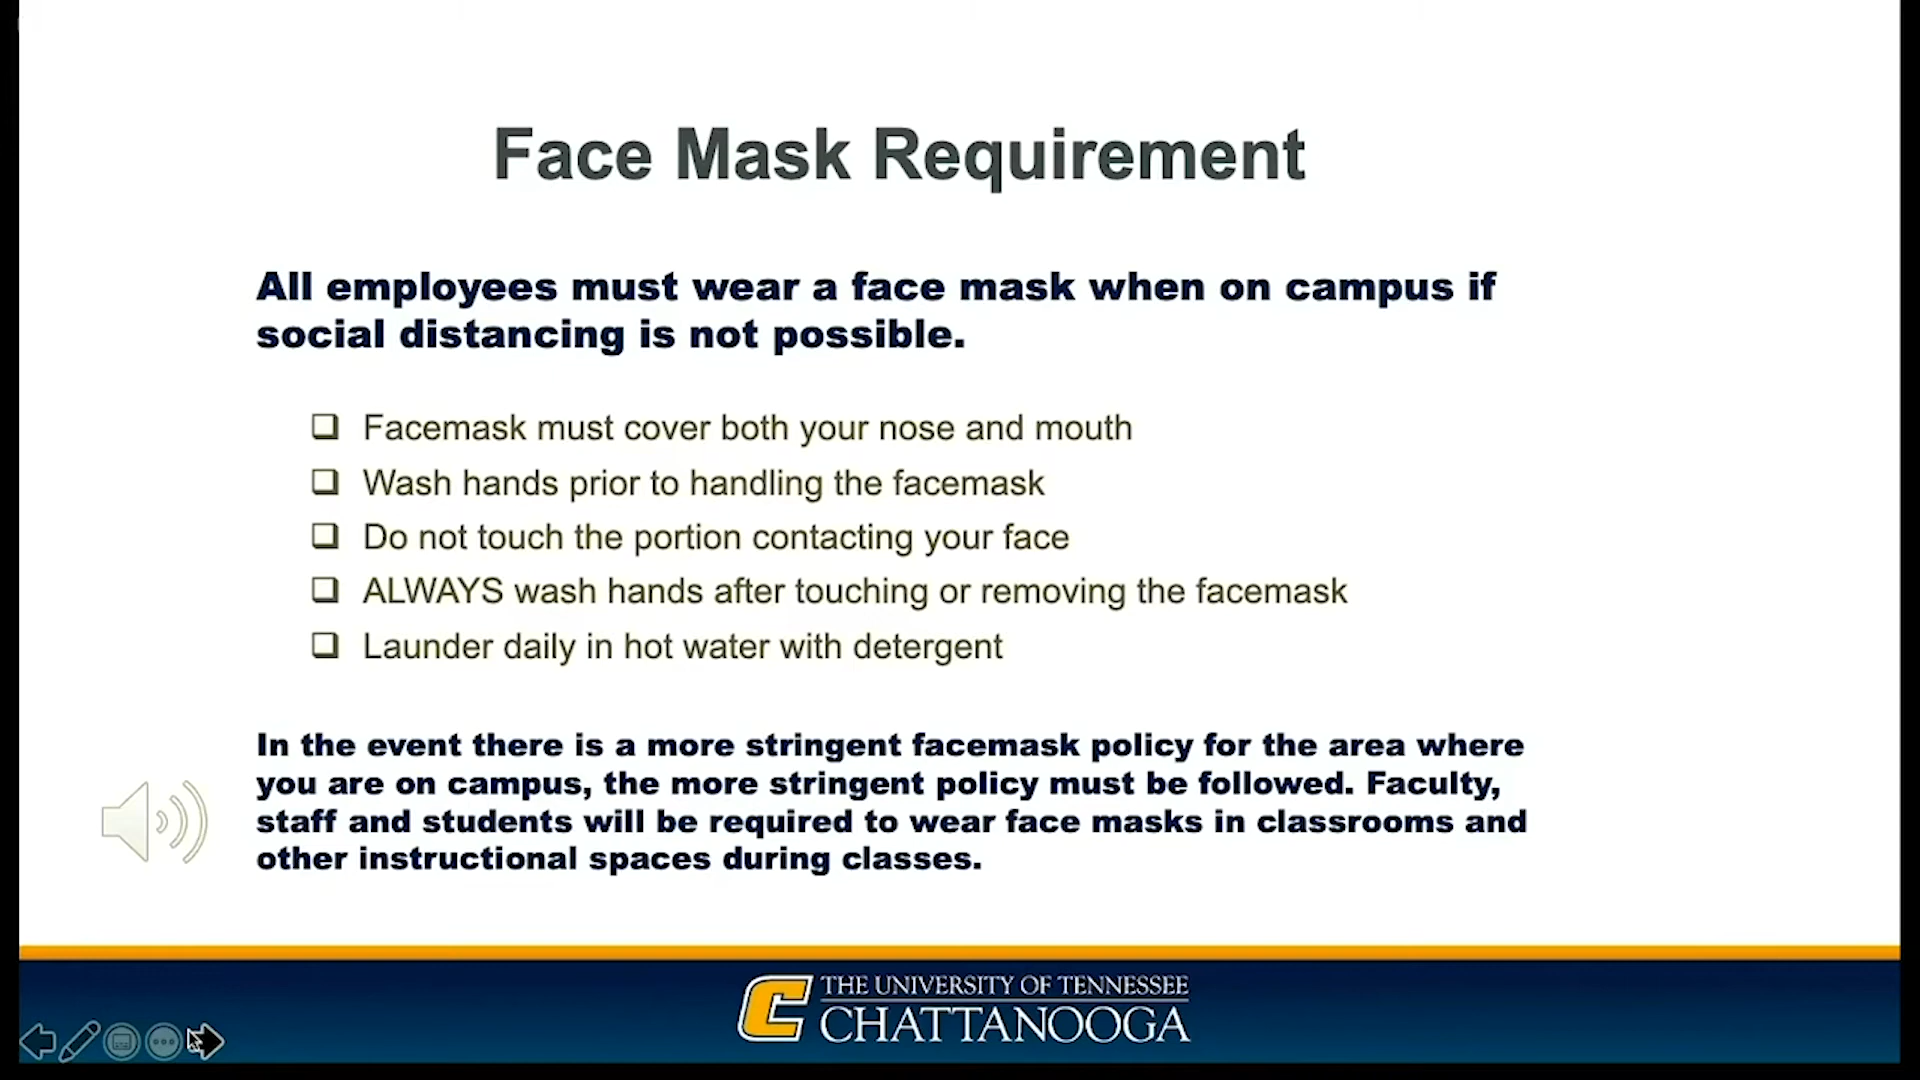 Face Mask Requirement
All employees must wear a face mask when on campus if
social distancing is not possible.
Facemask must cover both your nose and mouth
Wash hands prior to handling the facemask
Do not touch the portion contacting your face
ALWAYS wash hands after touching or removing the facemask
Launder daily in hot water with detergent
In the event there is a more stringent facemask policy for the area where
you are on campus, the more stringent policy must be followed. Faculty,
staff and students will be required to wear face masks in classrooms and
other instructional spaces during classes.
C
THE UNIVERSITY OF TENNESSEE
CHATTANOOGA